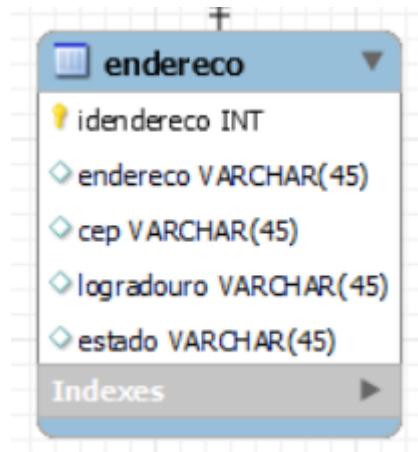 endereco
idendereco INT
endereco VARCHAR(45)
cep VARCHAR(45)
logradouro VARCHAR(45)
estado VARCHAR(45)
Indexes